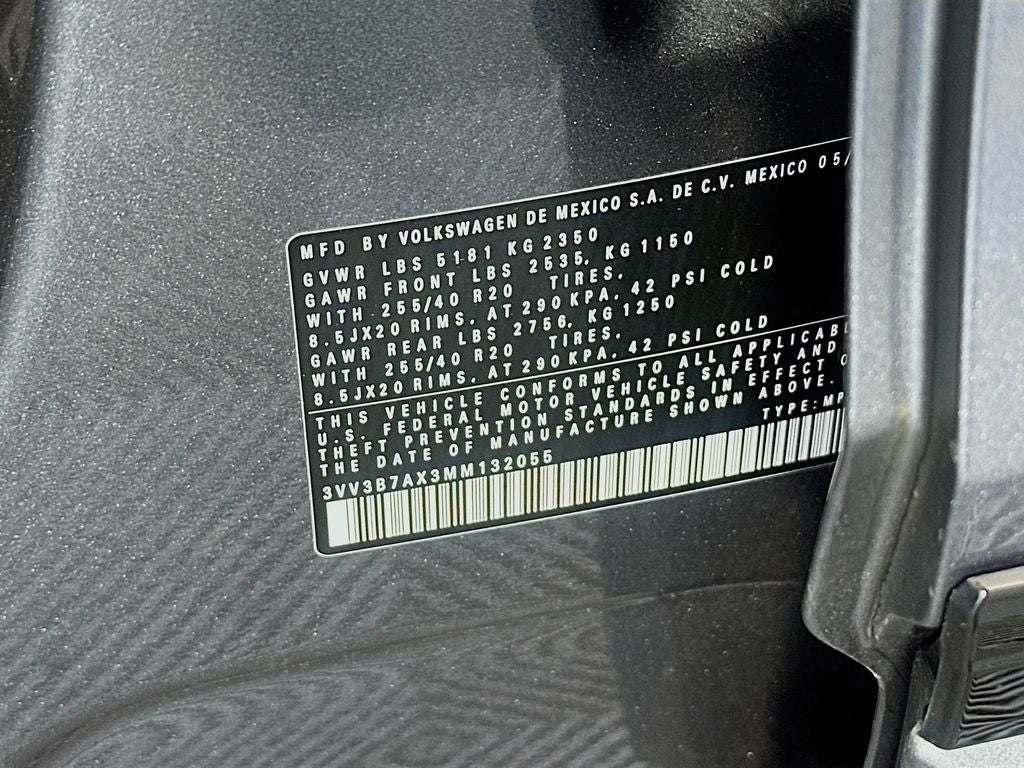 MFD BY VOLKSWAGEN DE MEXICO S.A. DE C.V. MEXICO 05/
GVWR LBS 5181 KG 2350
GAWR FRONT LBS 2535, KG 1150
WITH 255/40 R20 TIRES,
8.5JX20 RIMS, AT 290 KPA, 42 PSI COLD
GAWR REAR LBS 2756, KG 1250
WITH 255/40 R20 TIRES,
8.5JX20 RIMS, AT 290 KPA, 42 PSI COLD
THIS VEHICLE CONFORMS TO ALL APPLICABL
U.S. FEDERAL MOTOR VEHICLE SAFETY AND
THEFT PREVENTION STANDARDS IN EFFECT O
THE DATE OF MANUFACTURE SHOWN ABOVE.
3VV3B7AX3MM132055 TYPE:MP